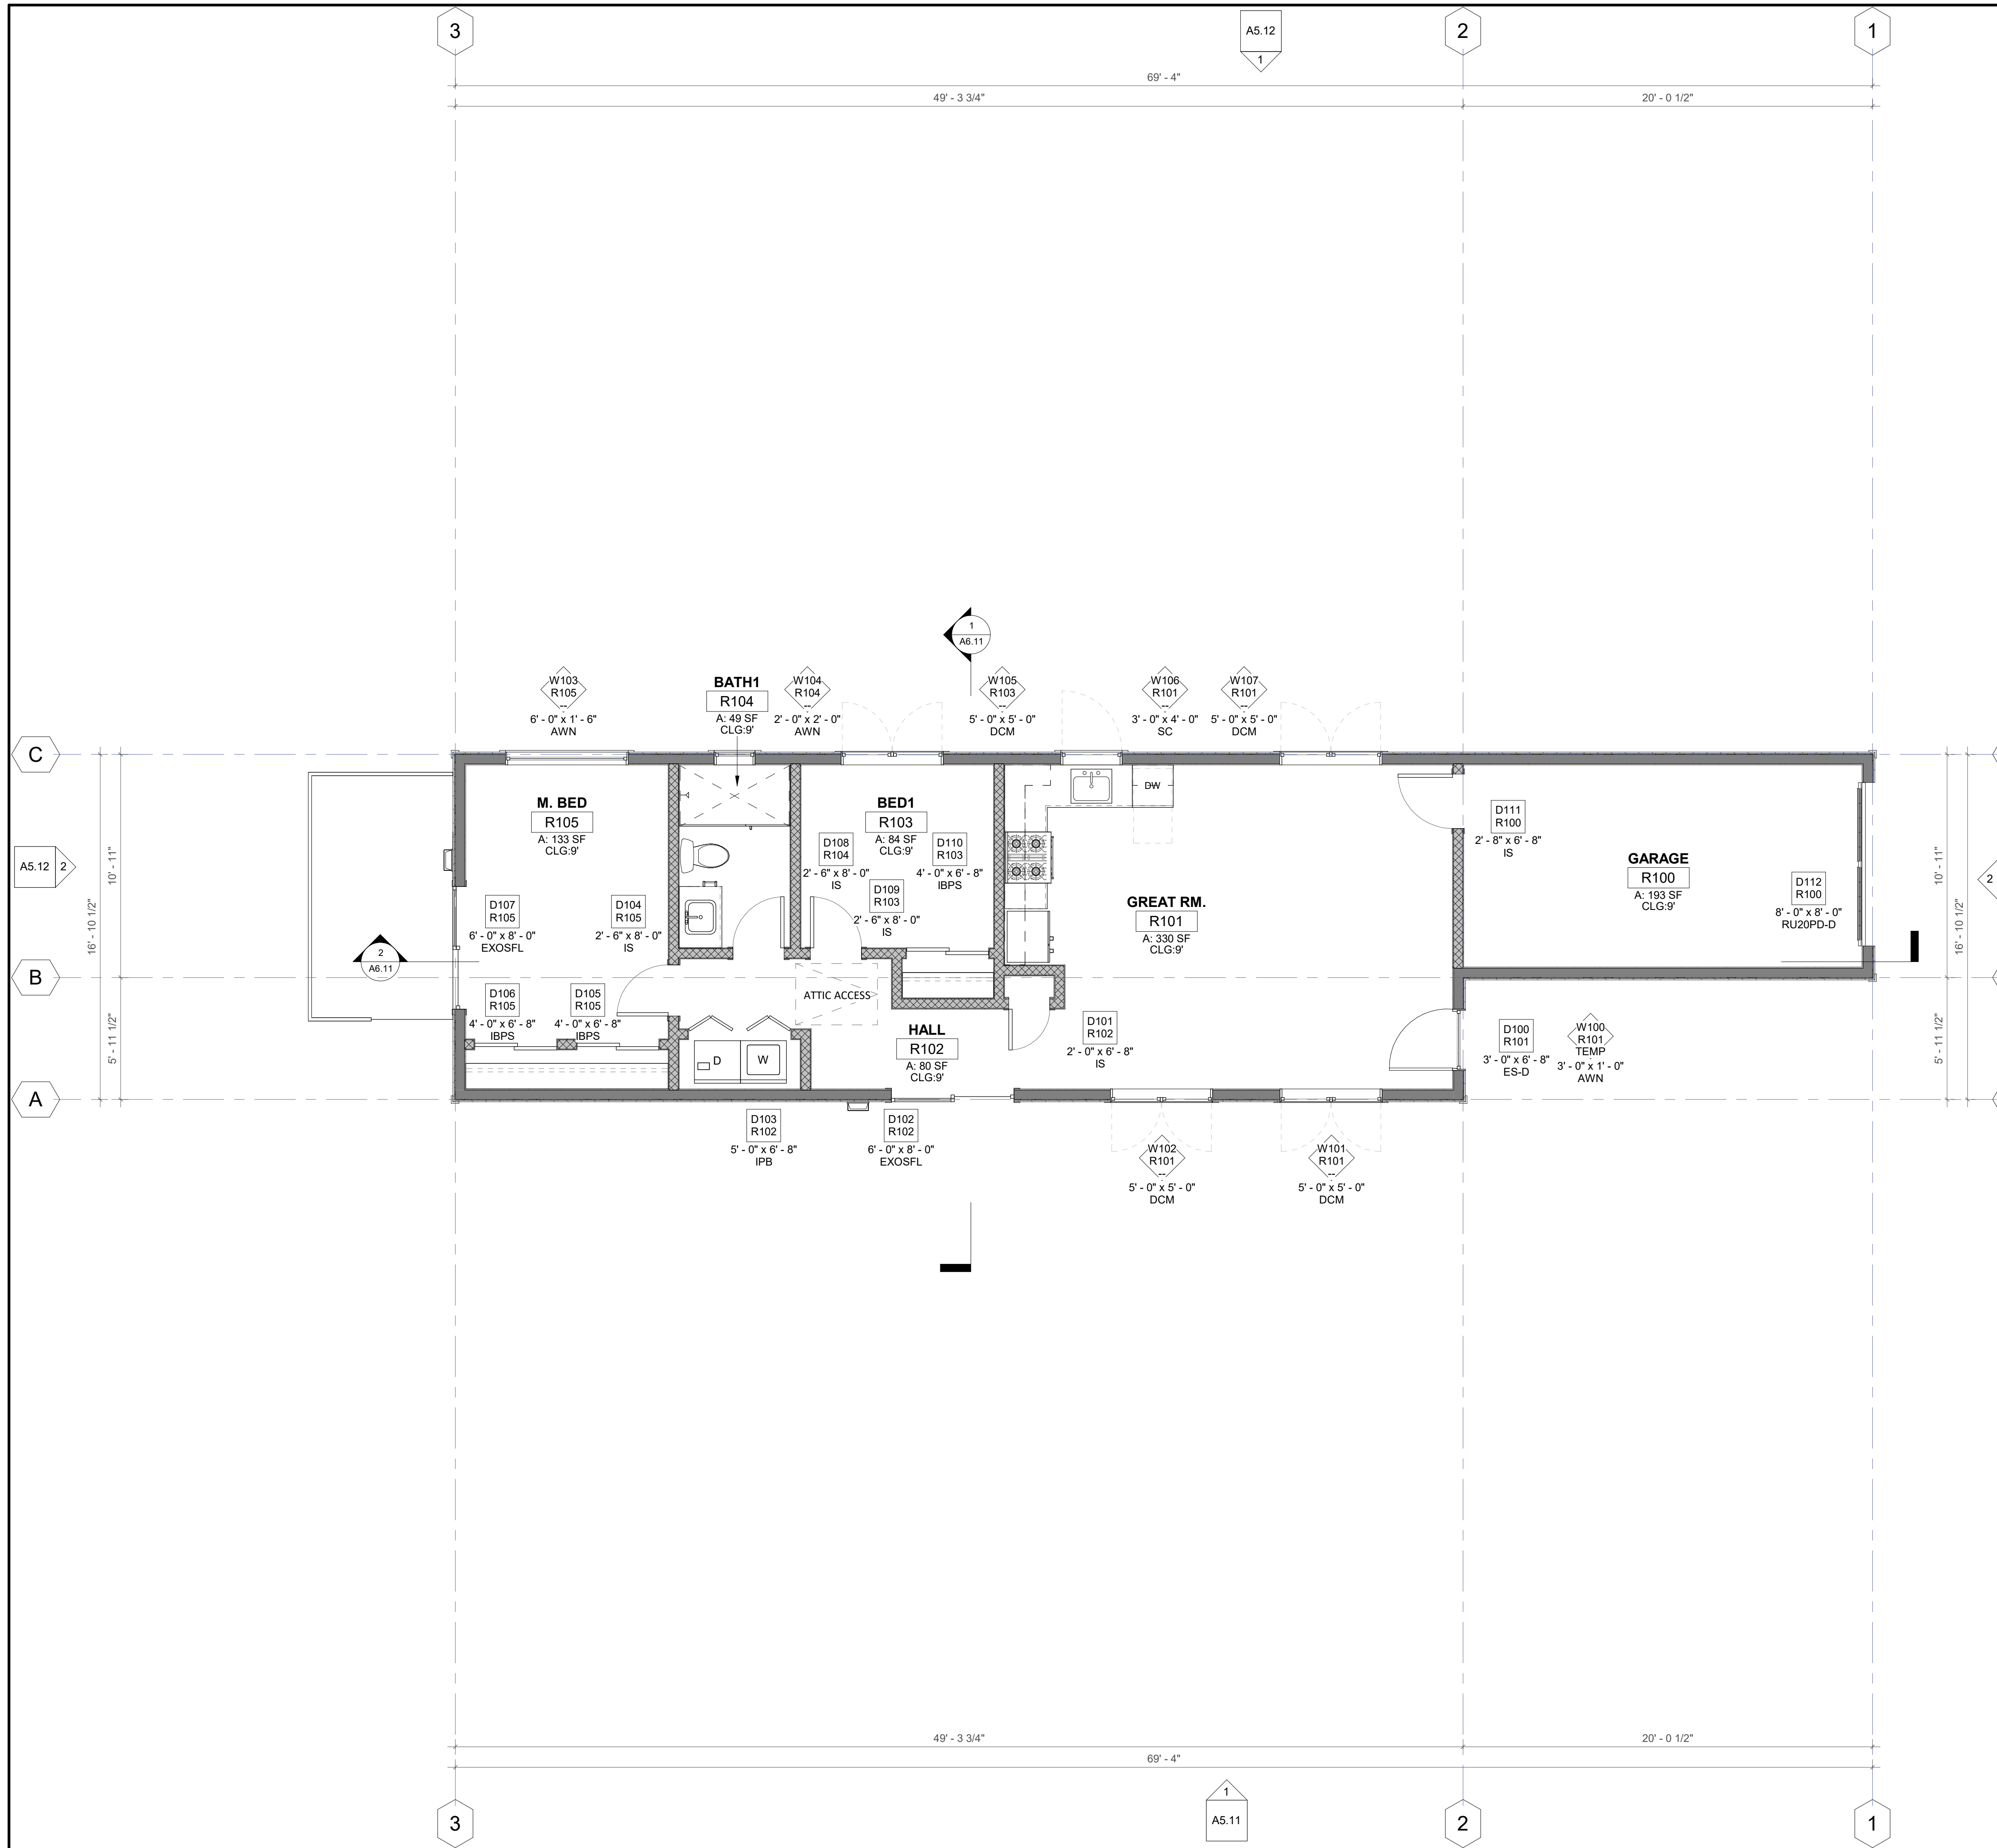 3
A5.12
1
2
1
69' - 4"
49' - 3 3/4"
20' - 0 1/2"
1
A6.11
W103
R105
--
6' - 0" x 1' - 6"
AWN
BATH1
R104
A: 49 SF
CLG:9'
W104
R104
--
2' - 0" x 2' - 0"
AWN
W105
R103
--
5' - 0" x 5' - 0"
DCM
W106
R101
--
3' - 0" x 4' - 0"
SC
W107
R101
--
5' - 0" x 5' - 0"
DCM
C
DW
M. BED
R105
A: 133 SF
CLG:9'
BED1
R103
A: 84 SF
CLG:9'
D108
R104
2' - 6" x 8' - 0"
IS
D110
R103
4' - 0" x 6' - 8"
IBPS
D109
R103
2' - 6" x 8' - 0"
IS
D111
R100
2' - 8" x 6' - 8"
IS
GARAGE
R100
A: 193 SF
CLG:9'
D112
R100
8' - 0" x 8' - 0"
RU20PD-D
A5.12
2
10' - 11"
16' - 10 1/2"
10' - 11"
16' - 10 1/2"
2
D107
R105
6' - 0" x 8' - 0"
EXOSFL
D104
R105
2' - 6" x 8' - 0"
IS
GREAT RM.
R101
A: 330 SF
CLG:9'
2
A6.11
B
D106
R105
4' - 0" x 6' - 8"
IBPS
D105
R105
4' - 0" x 6' - 8"
IBPS
ATTIC ACCESS
5' - 11 1/2"
5' - 11 1/2"
HALL
R102
A: 80 SF
CLG:9'
D
W
D101
R102
2' - 0" x 6' - 8"
IS
D100
R101
3' - 0" x 6' - 8"
ES-D
W100
R101
TEMP
3' - 0" x 1' - 0"
AWN
A
D103
R102
5' - 0" x 6' - 8"
IPB
D102
R102
6' - 0" x 8' - 0"
EXOSFL
W102
R101
--
5' - 0" x 5' - 0"
DCM
W101
R101
--
5' - 0" x 5' - 0"
DCM
49' - 3 3/4"
20' - 0 1/2"
69' - 4"
1
A5.11
3
2
1